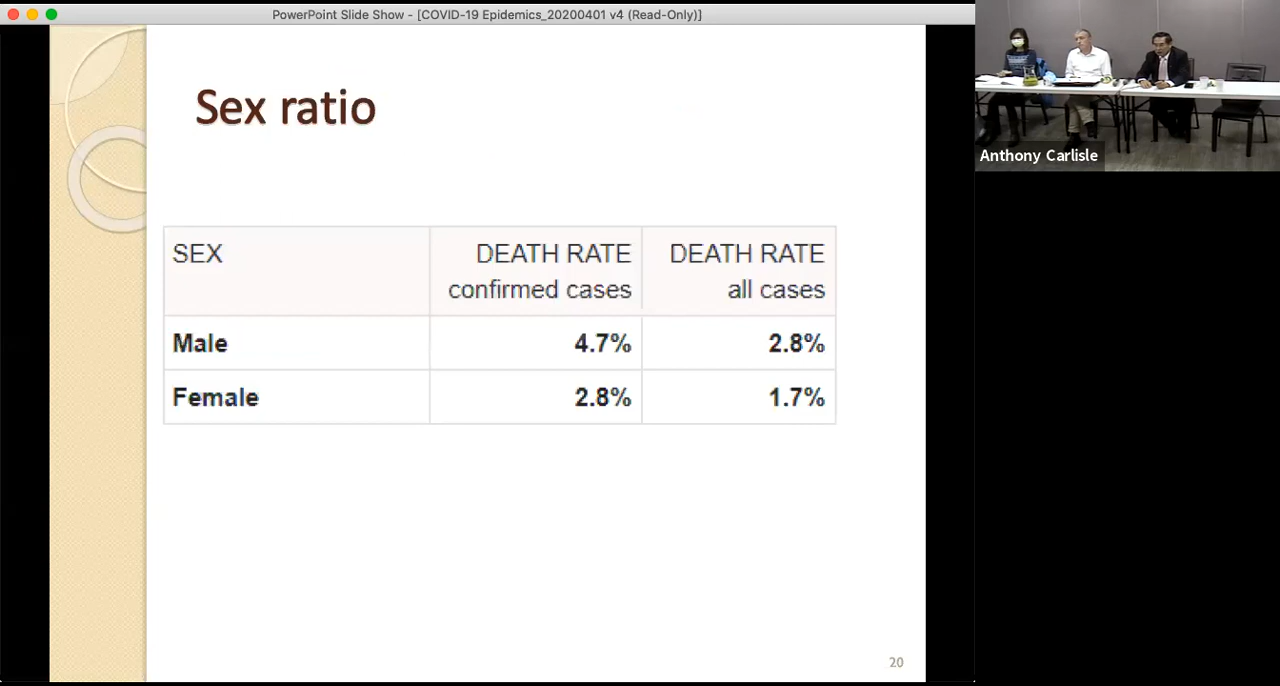 PowerPoint Slide Show - [COVID-19 Epidemics_20200401 v4 (Read-Only)]
Sex ratio
SEX DEATH RATE confirmed cases DEATH RATE all cases
Male 4.7% 2.8%
Female 2.8% 1.7%
20
Anthony Carlisle